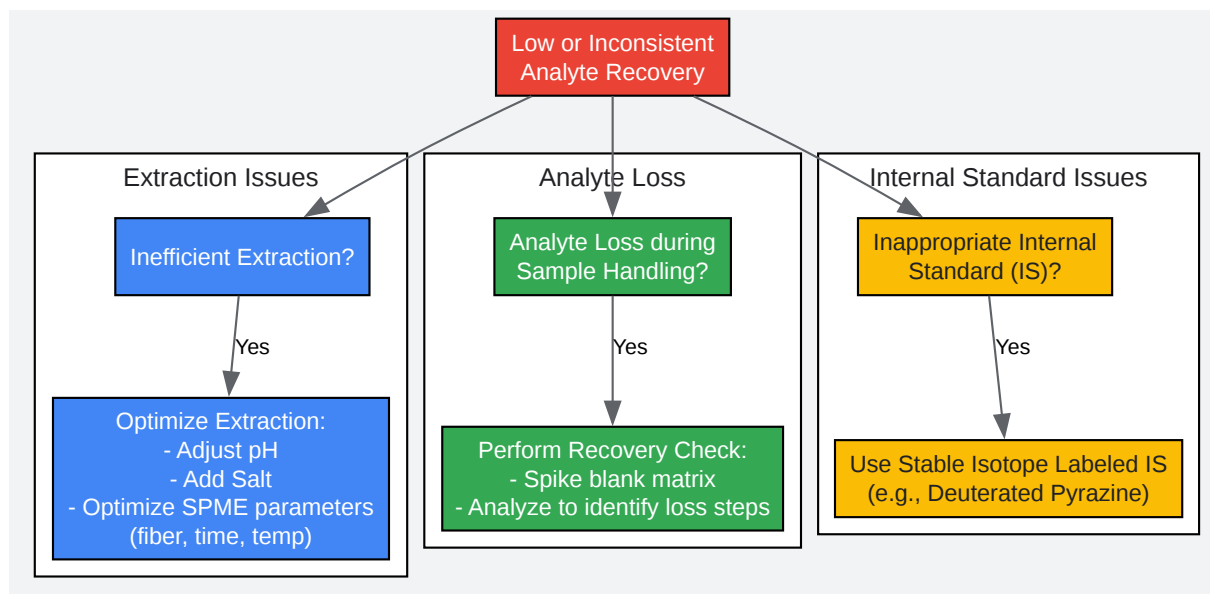 Low or Inconsistent
Analyte Recovery
Extraction Issues
Inefficient Extraction?
Yes
Optimize Extraction:
- Adjust pH
- Add Salt
- Optimize SPME parameters
(fiber, time, temp)
Analyte Loss
Analyte Loss during
Sample Handling?
Yes
Perform Recovery Check:
- Spike blank matrix
- Analyze to identify loss steps
Internal Standard Issues
Inappropriate Internal
Standard (IS)?
Yes
Use Stable Isotope Labeled IS
(e.g., Deuterated Pyrazine)